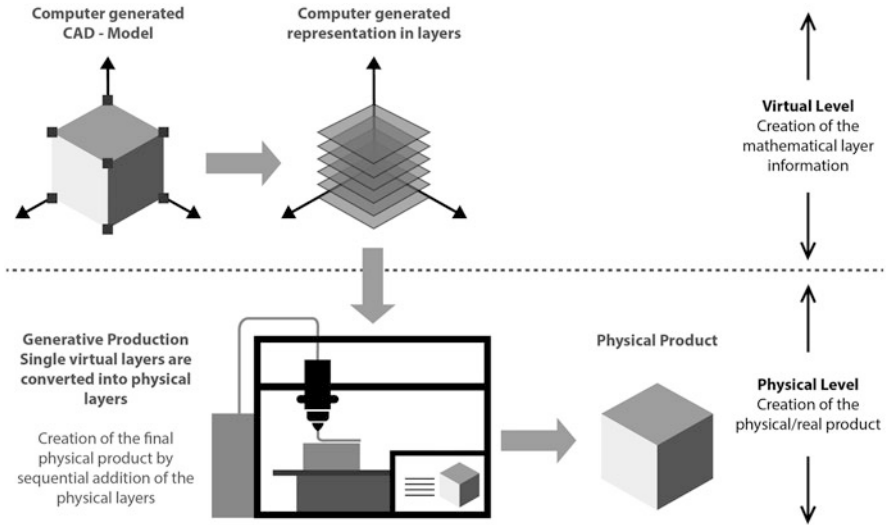 Computer generated
CAD - Model
Computer generated
representation in layers
Virtual Level
Creation of the
mathematical layer
information
Generative Production
Single virtual layers are
converted into physical
layers
Creation of the final
physical product by
sequential addition of the
physical layers
Physical Product
Physical Level
Creation of the
physical/real product